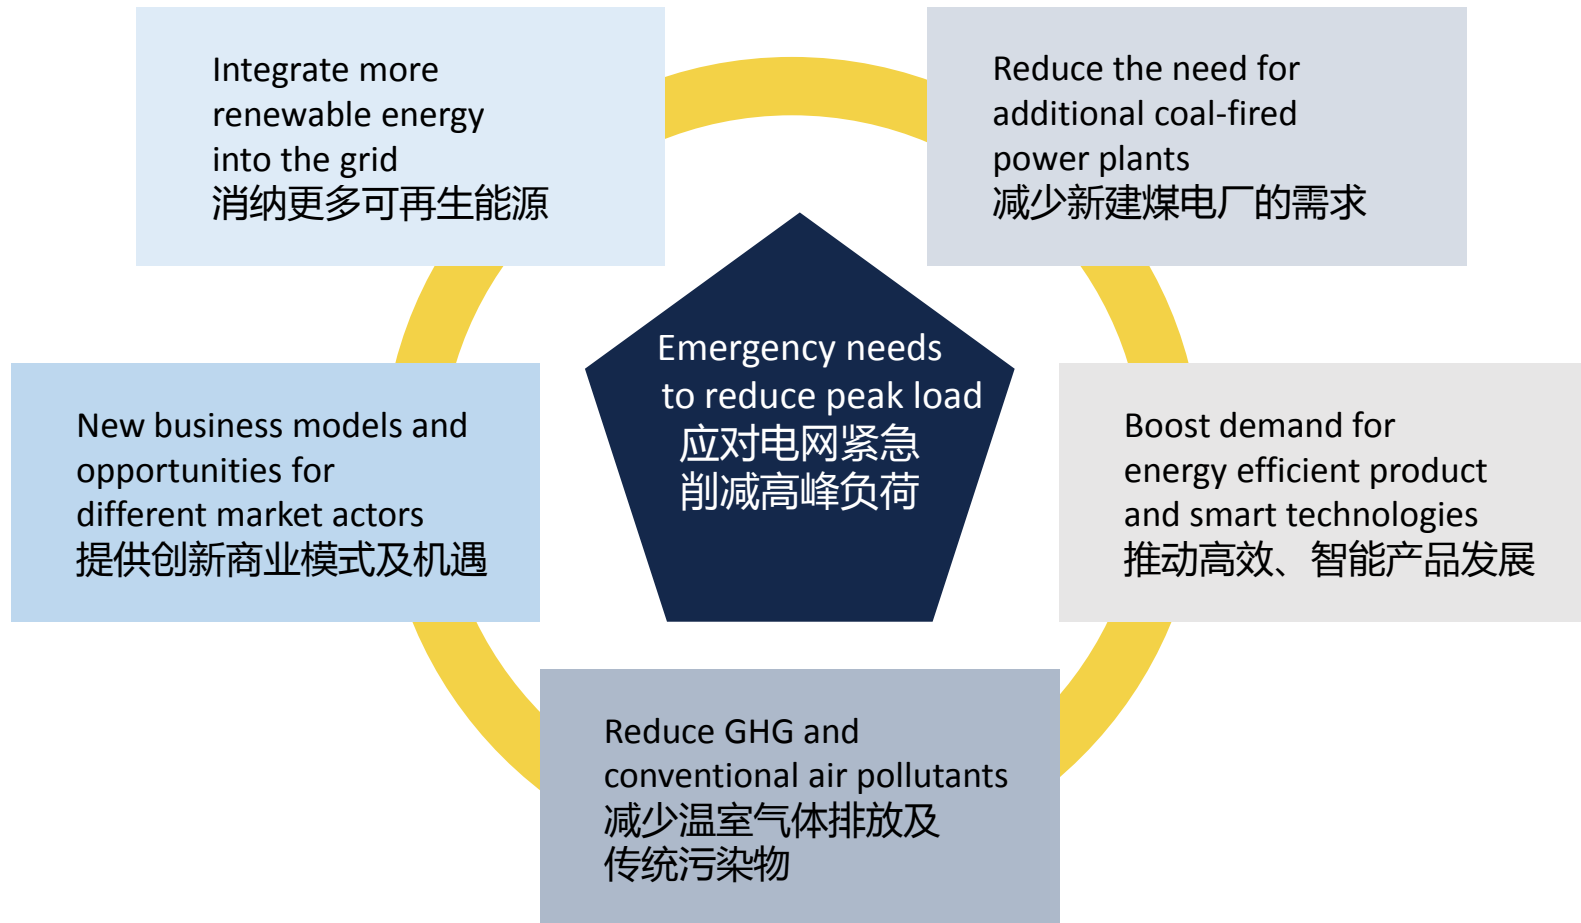 Integrate more
renewable energy
into the grid
消纳更多可再生能源
Reduce the need for
additional coal-fired
power plants
减少新建煤电厂的需求
Emergency needs
to reduce peak load
应对电网紧急
削减高峰负荷
New business models and
opportunities for
different market actors
提供创新商业模式及机遇
Boost demand for
energy efficient product
and smart technologies
推动高效、智能产品发展
Reduce GHG and
conventional air pollutants
减少温室气体排放及
传统污染物